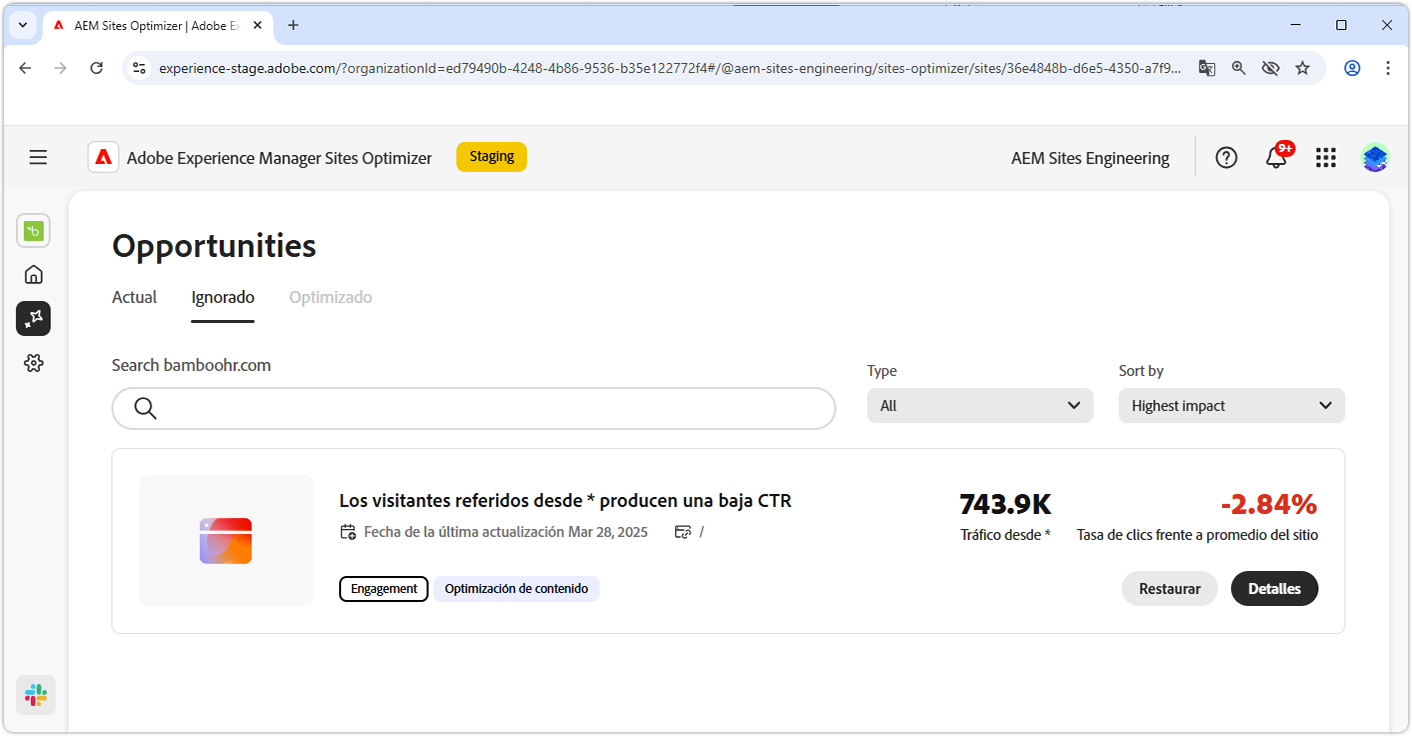 AEM Sites Optimizer | Adobe Ex
experience-stage.adobe.com/?organizationId=ed79490b-4248-4b86-9536-b35e122772f4#/@aem-sites-engineering/sites-optimizer/sites/36e4848b-d6e5-4350-a7f9...
Adobe Experience Manager Sites Optimizer
Staging
AEM Sites Engineering
9+
Opportunities
Actual
Ignorado
Optimizado
Search bamboohr.com
Type
Sort by
All
Highest impact
Los visitantes referidos desde * producen una baja CTR
743.9K
-2.84%
Fecha de la última actualización Mar 28, 2025
/
Tráfico desde *
Tasa de clics frente a promedio del sitio
Engagement
Optimización de contenido
Restaurar
Detalles